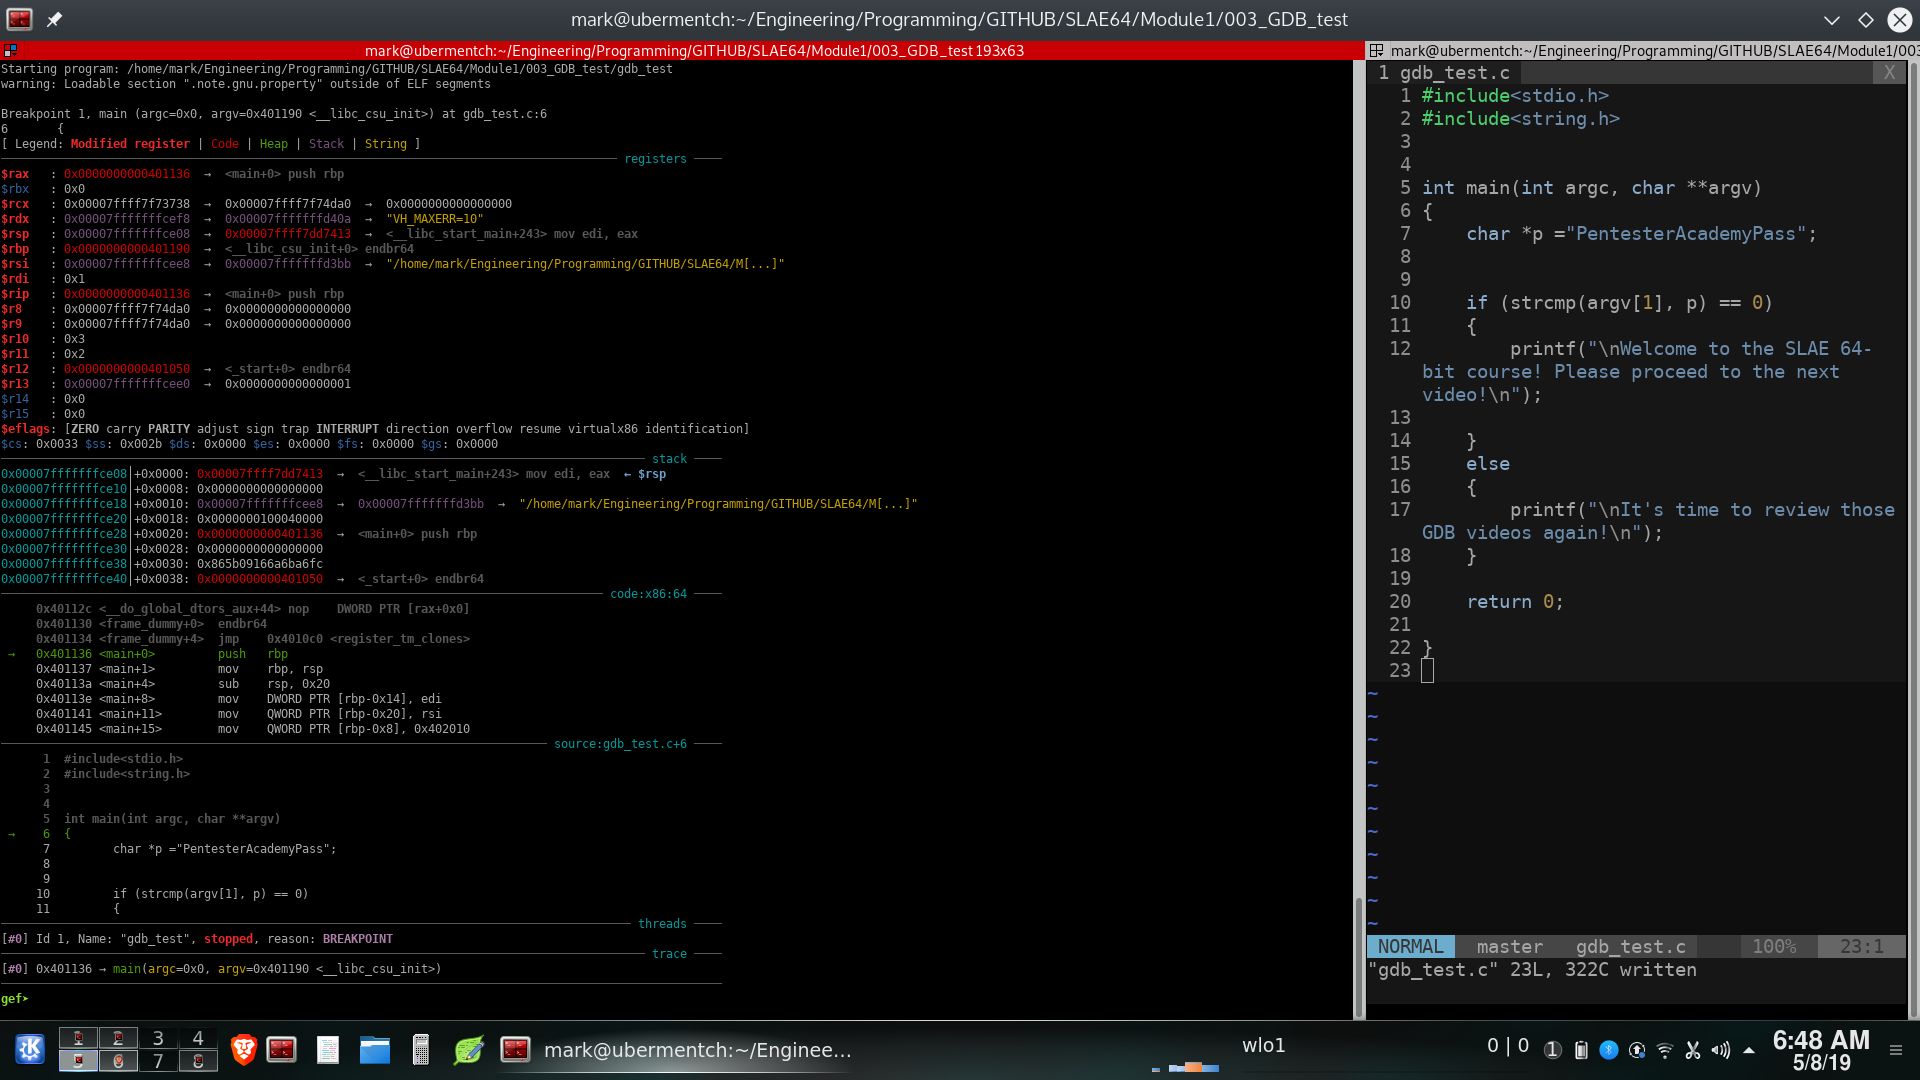 mark@ubermentch:~/Engineering/Programming/GITHUB/SLAE64/Module1/003_GDB_test
mark@ubermentch:~/Engineering/Programming/GITHUB/SLAE64/Module1/003_GDB_test 193x63
Starting program: /home/mark/Engineering/Programming/GITHUB/SLAE64/Module1/003_GDB_test/gdb_test
warning: Loadable section ".note.gnu.property" outside of ELF segments
Breakpoint 1, main (argc=0x0, argv=0x401190 <__libc_csu_init>) at gdb_test.c:6
6       {
[ Legend: Modified register | Code | Heap | Stack | String ]
registers
$rax   : 0x0000000000401136  →  <main+0> push rbp
$rbx   : 0x0
$rcx   : 0x00007ffff7f73738  →  0x00007ffff7f74da0  →  0x0000000000000000
$rdx   : 0x00007fffffffcef8  →  0x00007fffffffd40a  →  "VH_MAXERR=10"
$rsp   : 0x00007fffffffce08  →  0x00007ffff7dd7413  →  <__libc_start_main+243> mov edi, eax
$rbp   : 0x0000000000401190  →  <__libc_csu_init+0> endbr64
$rsi   : 0x00007fffffffcee8  →  0x00007fffffffd3bb  →  "/home/mark/Engineering/Programming/GITHUB/SLAE64/M[...]"
$rdi   : 0x1
$rip   : 0x0000000000401136  →  <main+0> push rbp
$r8    : 0x00007ffff7f74da0  →  0x0000000000000000
$r9    : 0x00007ffff7f74da0  →  0x0000000000000000
$r10   : 0x3
$r11   : 0x2
$r12   : 0x0000000000401050  →  <_start+0> endbr64
$r13   : 0x00007fffffffcee0  →  0x0000000000000001
$r14   : 0x0
$r15   : 0x0
$eflags: [ZERO carry PARITY adjust sign trap INTERRUPT direction overflow resume virtualx86 identification]
$cs: 0x0033 $ss: 0x002b $ds: 0x0000 $es: 0x0000 $fs: 0x0000 $gs: 0x0000
stack
0x00007fffffffce08│+0x0000: 0x00007ffff7dd7413  →  <__libc_start_main+243> mov edi, eax  ← $rsp
0x00007fffffffce10│+0x0008: 0x0000000000000000
0x00007fffffffce18│+0x0010: 0x00007fffffffcee8  →  0x00007fffffffd3bb  →  "/home/mark/Engineering/Programming/GITHUB/SLAE64/M[...]"
0x00007fffffffce20│+0x0018: 0x0000000100040000
0x00007fffffffce28│+0x0020: 0x0000000000401136  →  <main+0> push rbp
0x00007fffffffce30│+0x0028: 0x0000000000000000
0x00007fffffffce38│+0x0030: 0x865b09166a6ba6fc
0x00007fffffffce40│+0x0038: 0x0000000000401050  →  <_start+0> endbr64
code:x86:64
0x40112c <__do_global_dtors_aux+44> nop    DWORD PTR [rax+0x0]
0x401130 <frame_dummy+0>  endbr64
0x401134 <frame_dummy+4>  jmp    0x4010c0 <register_tm_clones>
→   0x401136 <main+0>         push   rbp
0x401137 <main+1>         mov    rbp, rsp
0x40113a <main+4>         sub    rsp, 0x20
0x40113e <main+8>         mov    DWORD PTR [rbp-0x14], edi
0x401141 <main+11>        mov    QWORD PTR [rbp-0x20], rsi
0x401145 <main+15>        mov    QWORD PTR [rbp-0x8], 0x402010
source:gdb_test.c+6
1  #include<stdio.h>
2  #include<string.h>
3
4
5  int main(int argc, char **argv)
→    6  {
7         char *p ="PentesterAcademyPass";
8
9
10         if (strcmp(argv[1], p) == 0)
11         {
threads
[#0] Id 1, Name: "gdb_test", stopped, reason: BREAKPOINT
trace
[#0] 0x401136 → main(argc=0x0, argv=0x401190 <__libc_csu_init>)
gef➤
mark@ubermentch:~/Engineering/Programming/GITHUB/SLAE64/Module1/003
1 gdb_test.c X
1 #include<stdio.h>
2 #include<string.h>
3
4
5 int main(int argc, char **argv)
6 {
7     char *p ="PentesterAcademyPass";
8
9
10     if (strcmp(argv[1], p) == 0)
11     {
12         printf("\nWelcome to the SLAE 64-
bit course! Please proceed to the next
video!\n");
13
14     }
15     else
16     {
17         printf("\nIt's time to review those
GDB videos again!\n");
18     }
19
20     return 0;
21
22 }
23
~
~
~
~
~
~
~
~
~
~
~
NORMAL master gdb_test.c 100% 23:1
"gdb_test.c" 23L, 322C written
1 2 3 4
5 6 7 8
mark@ubermentch:~/Enginee...
wlo1
0 | 0
1
6:48 AM
5/8/19